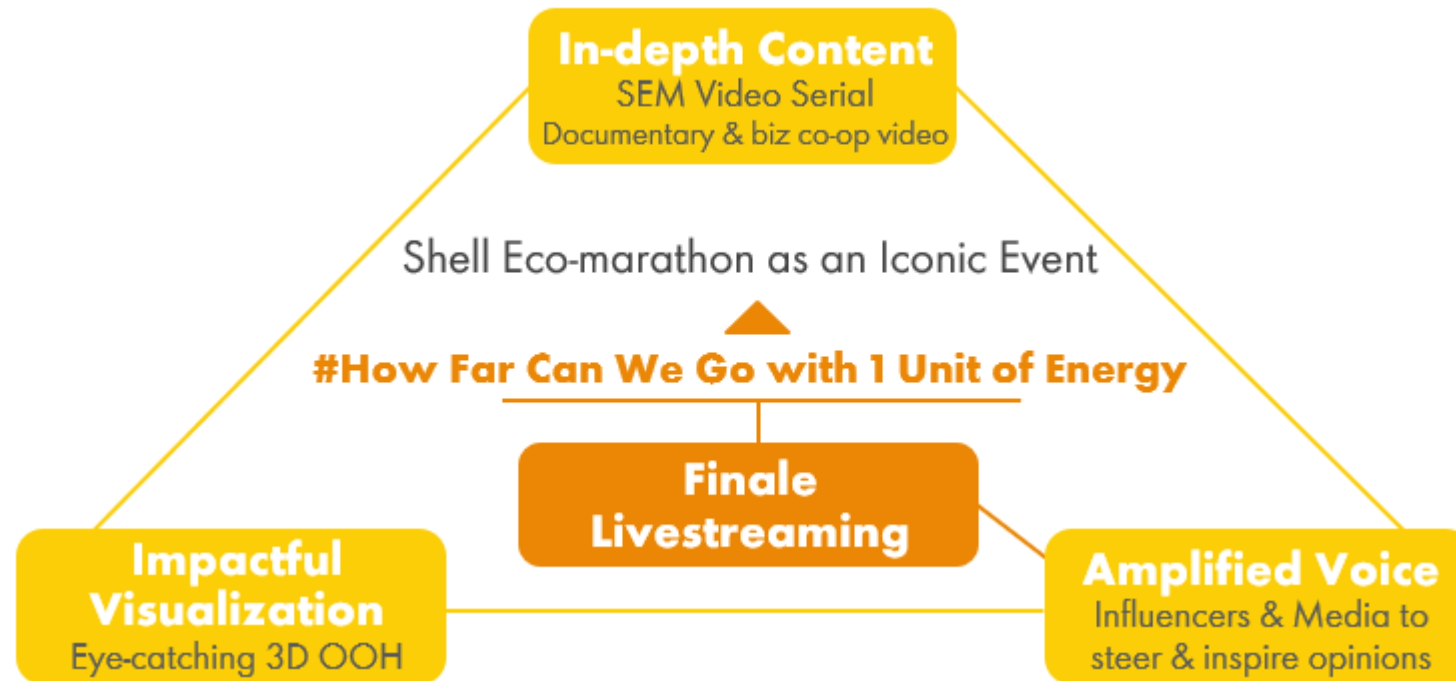 In-depth Content
SEM Video Serial
Documentary & biz co-op video
Shell Eco-marathon as an Iconic Event
#How Far Can We Go with 1 Unit of Energy
Finale
Livestreaming
Impactful
Visualization
Eye-catching 3D OOH
Amplified Voice
Influencers & Media to
steer & inspire opinions